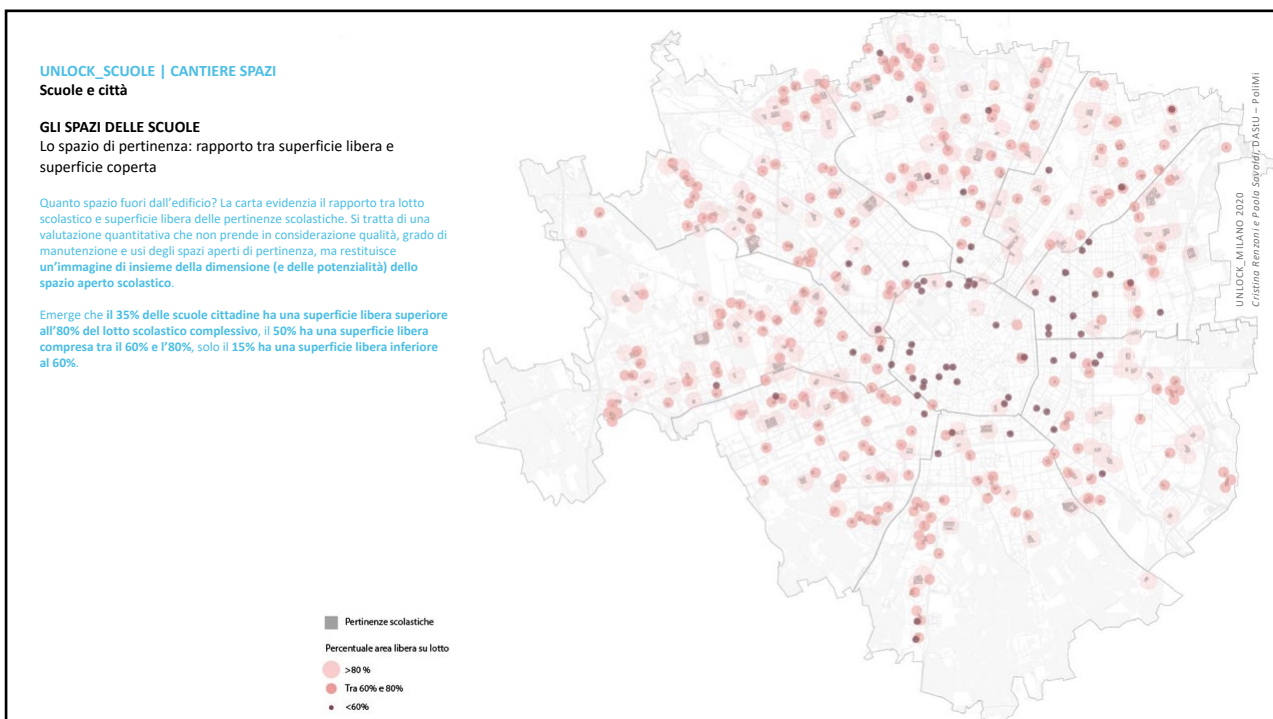 UNLOCK_SCUOLE | CANTIERE SPAZI
Scuole e città
GLI SPAZI DELLE SCUOLE
Lo spazio di pertinenza: rapporto tra superficie libera e
superficie coperta
Quanto spazio fuori dall'edificio? La carta evidenzia il rapporto tra lotto
scolastico e superficie libera delle pertinenze scolastiche. Si tratta di una
valutazione quantitativa che non prende in considerazione qualità, grado di
manutenzione e usi degli spazi aperti di pertinenza, ma restituisce
un'immagine di insieme della dimensione (e delle potenzialità) dello
spazio aperto scolastico.
Emerge che il 35% delle scuole cittadine ha una superficie libera superiore
all'80% del lotto scolastico complessivo, il 50% ha una superficie libera
compresa tra il 60% e l'80%, solo il 15% ha una superficie libera inferiore
al 60%.
Pertinenze scolastiche
Percentuale area libera su lotto
>80 %
Tra 60% e 80%
<60%
UNLOCK_MILANO 2020
Cristina Renzoni e Paola Savoldi, DAStU – PoliMi